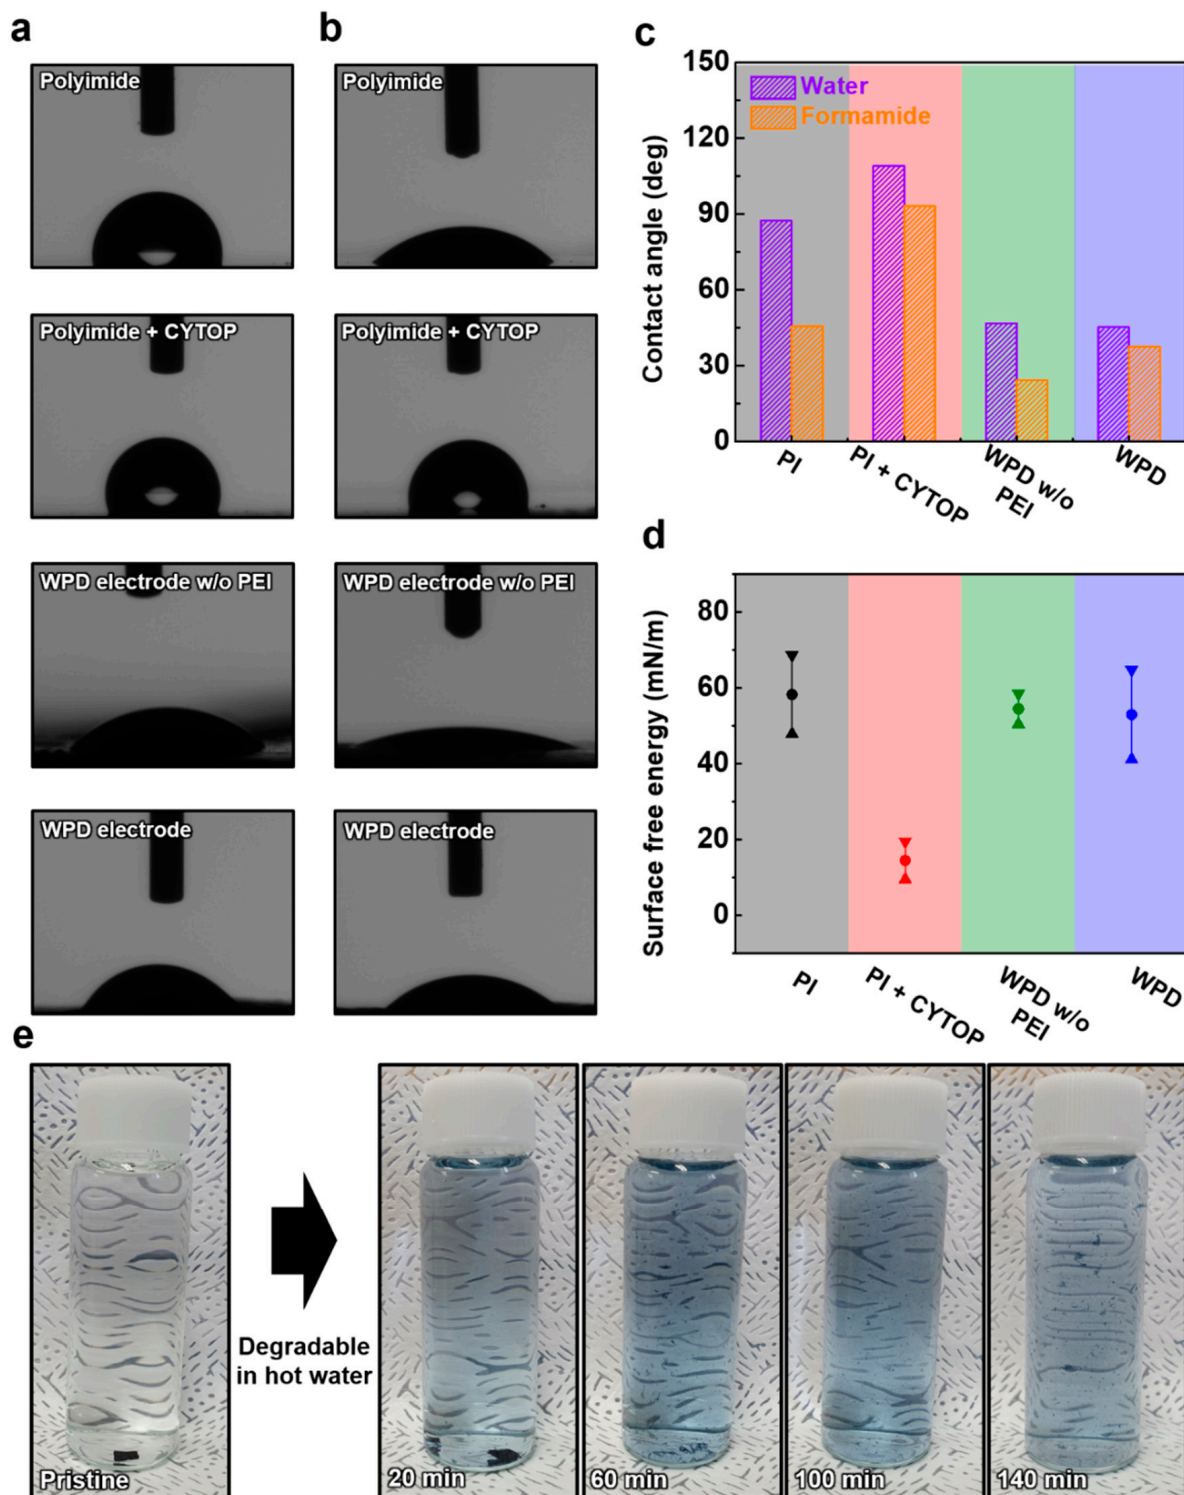 a
b
c
Polyimide
Polyimide
Polyimide + CYTOP
Polyimide + CYTOP
WPD electrode w/o PEI
WPD electrode w/o PEI
WPD electrode
WPD electrode
150
120
90
60
30
0
Contact angle (deg)
Water
Formamide
PI
PI + CYTOP
WPD w/o
PEI
WPD
d
80
60
40
20
0
Surface free energy (mN/m)
PI
PI + CYTOP
WPD w/o
PEI
WPD
e
Pristine
Degradable
in hot water
20 min
60 min
100 min
140 min